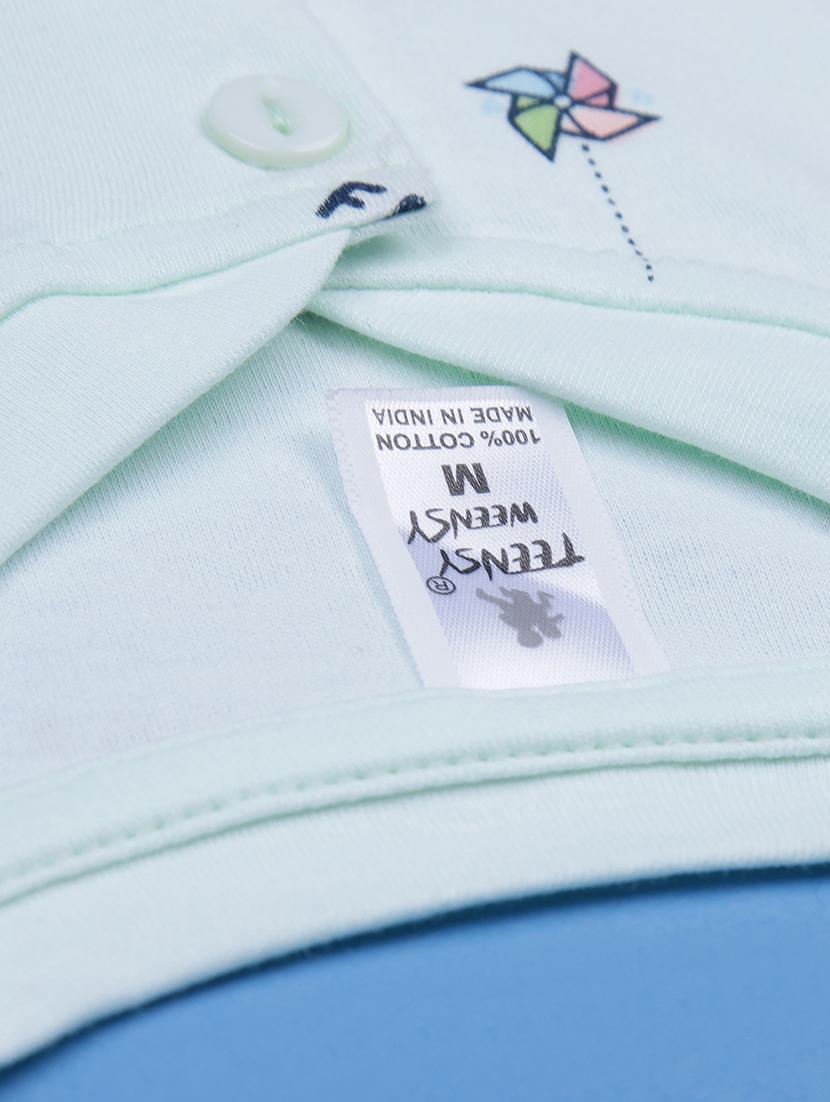 TEENSY®
WEENSY
M
100% COTTON
MADE IN INDIA